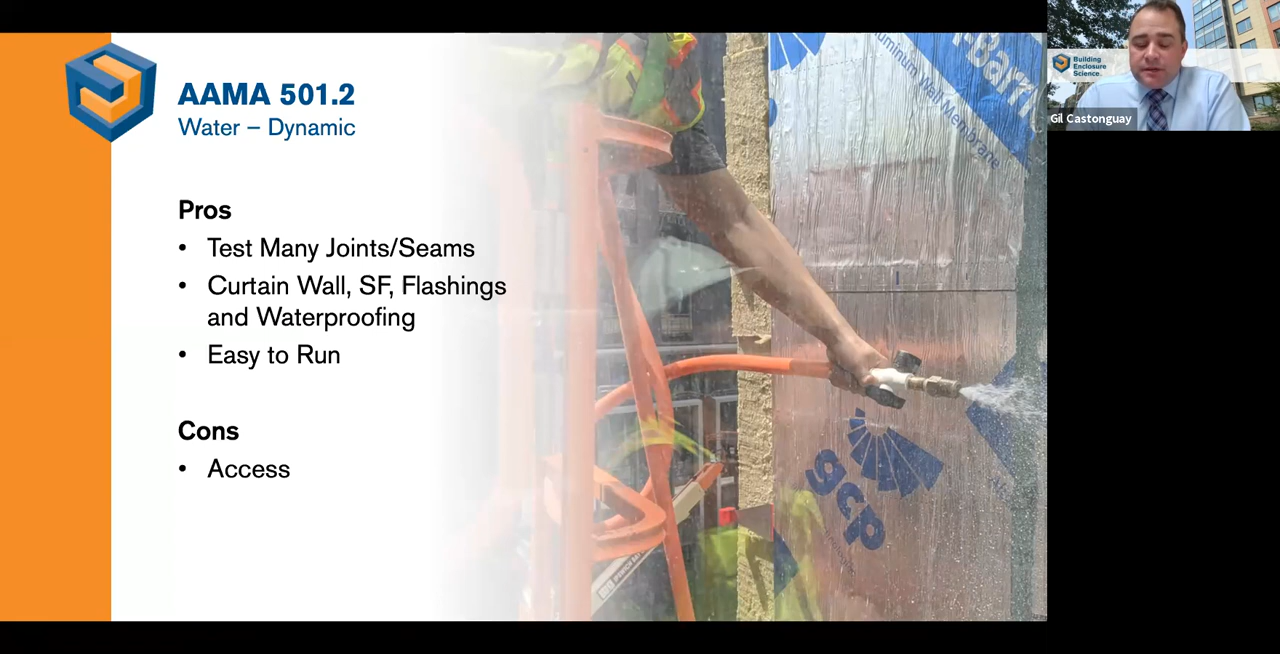 AAMA 501.2
Water – Dynamic
Pros
• Test Many Joints/Seams
• Curtain Wall, SF, Flashings
and Waterproofing
• Easy to Run
Cons
• Access
Aluminum Wall Membrane
gcp
Building
Enclosure
Science
Gil Castonguay